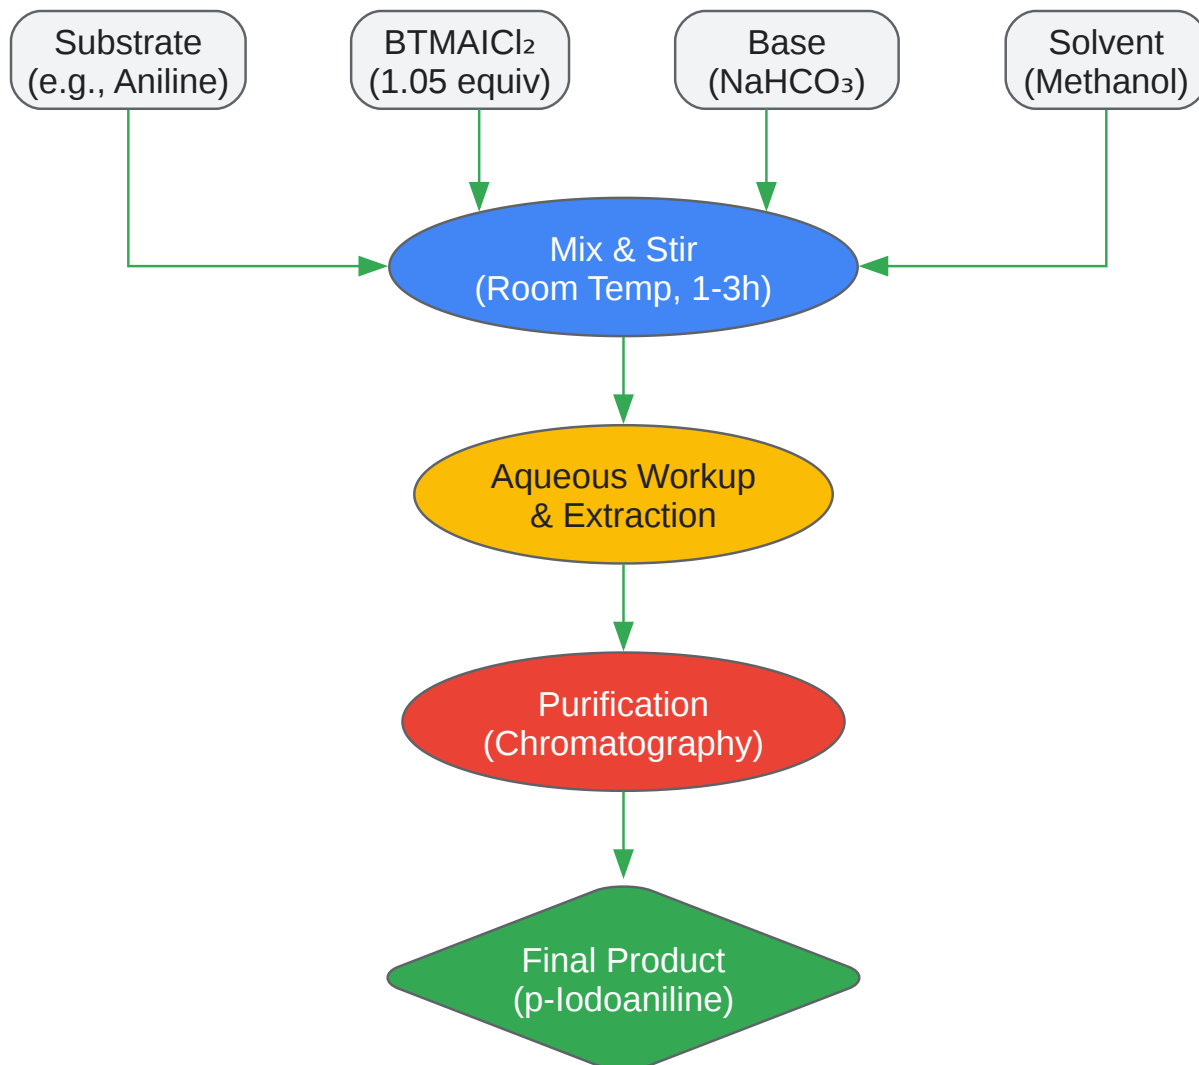 Substrate
(e.g., Aniline)
BTMAICl₂
(1.05 equiv)
Base
(NaHCO₃)
Solvent
(Methanol)
Mix & Stir
(Room Temp, 1-3h)
Aqueous Workup
& Extraction
Purification
(Chromatography)
Final Product
(p-Iodoaniline)